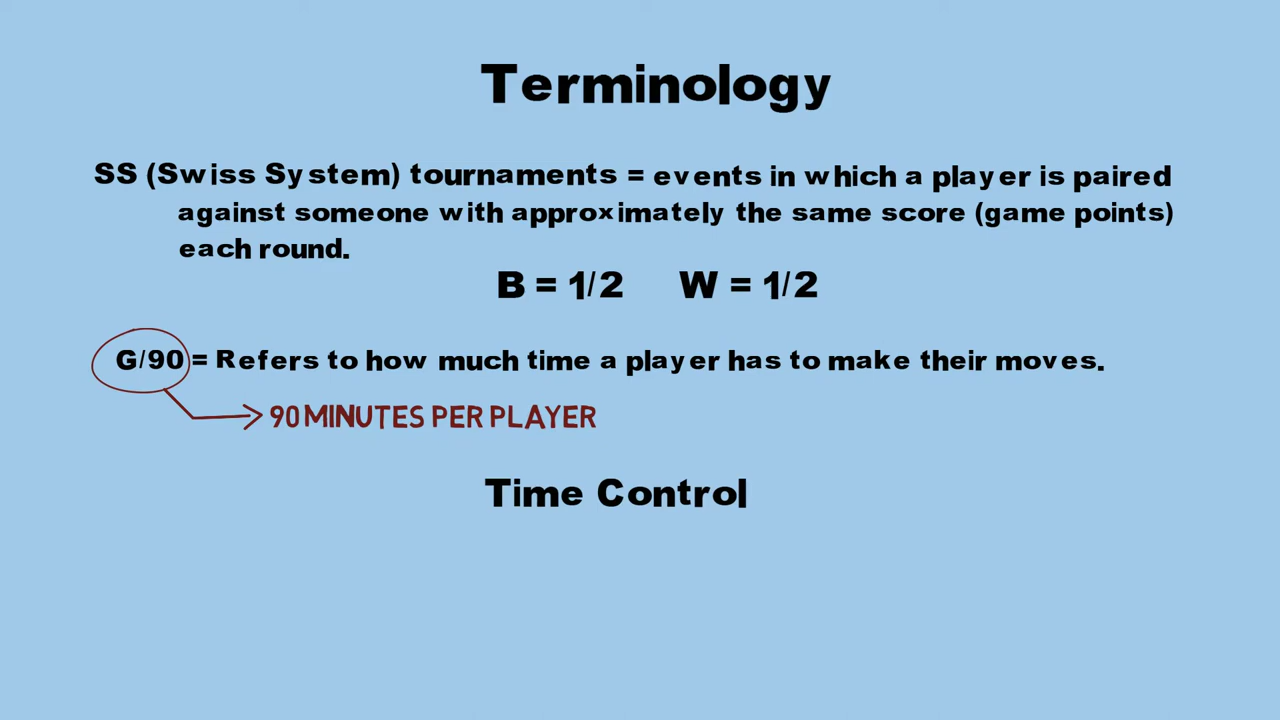 Terminology
SS (Swiss System) tournaments = events in which a player is paired
against someone with approximately the same score (game points)
each round.
B = 1/2 W = 1/2
G/90 = Refers to how much time a player has to make their moves.
90 MINUTES PER PLAYER
Time Control